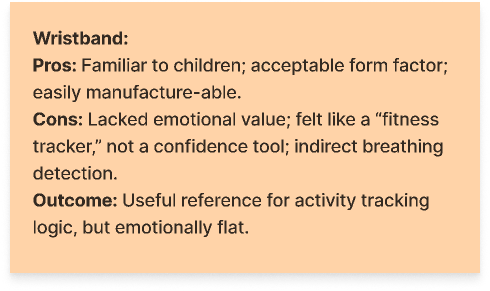 Wristband:
Pros: Familiar to children; acceptable form factor;
easily manufacture-able.
Cons: Lacked emotional value; felt like a “fitness
tracker,” not a confidence tool; indirect breathing
detection.
Outcome: Useful reference for activity tracking
logic, but emotionally flat.